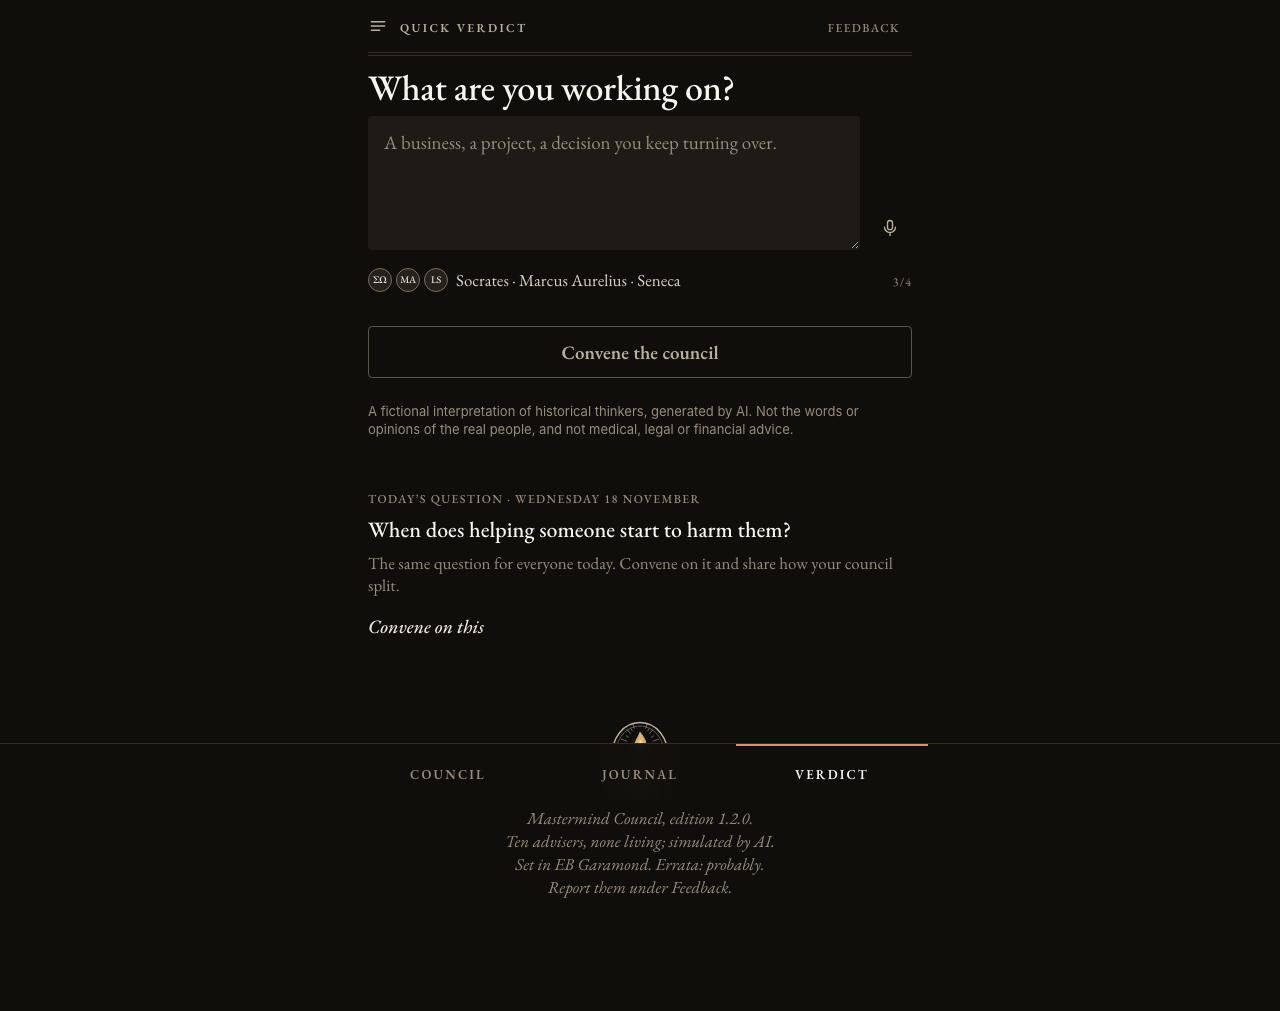 QUICK VERDICT
FEEDBACK
What are you working on?
A business, a project, a decision you keep turning over.
ΣΩ MA LS Socrates · Marcus Aurelius · Seneca
3/4
Convene the council
A fictional interpretation of historical thinkers, generated by AI. Not the words or
opinions of the real people, and not medical, legal or financial advice.
TODAY’S QUESTION · WEDNESDAY 18 NOVEMBER
When does helping someone start to harm them?
The same question for everyone today. Convene on it and share how your council
split.
Convene on this
COUNCIL
JOURNAL
VERDICT
Mastermind Council, edition 1.2.0.
Ten advisers, none living; simulated by AI.
Set in EB Garamond. Errata: probably.
Report them under Feedback.